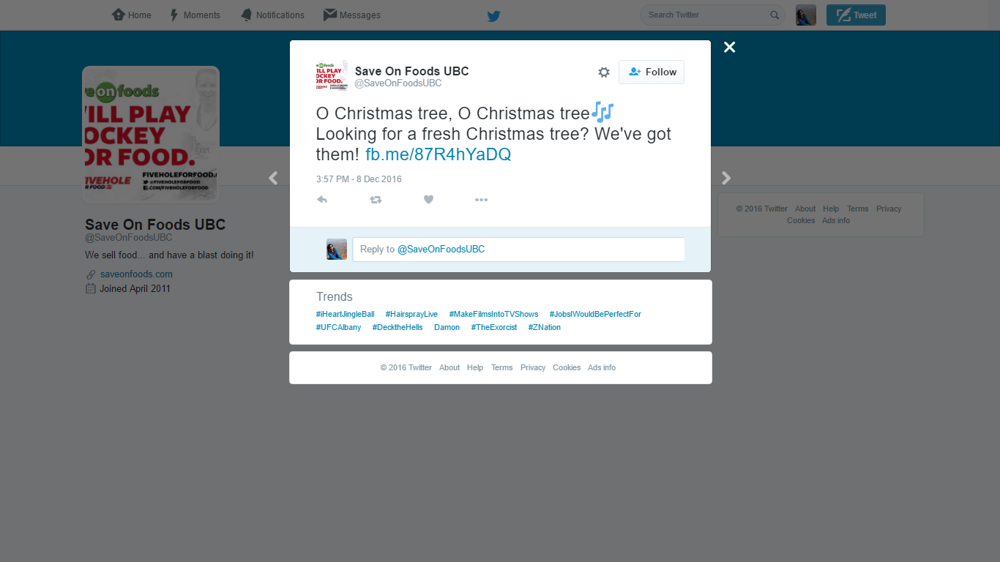 Home Moments Notifications Messages Search Twitter Tweet
Save On Foods UBC
@SaveOnFoodsUBC
Follow
O Christmas tree, O Christmas tree🎶
Looking for a fresh Christmas tree? We've got
them! fb.me/87R4hYaDQ
3:57 PM - 8 Dec 2016
Reply to @SaveOnFoodsUBC
Trends
#iHeartJingleBall #HairsprayLive #MakeFilmsIntoTVShows #JobsIWouldBePerfectFor
#UFCAlbany #DecktheHells Damon #TheExorcist #ZNation
© 2016 Twitter About Help Terms Privacy Cookies Ads info
ve on foods
VILL PLAY
OCKEY
OR FOOD.
FIVEHOLEFORFOOD.
IVEHOLE
@FIVEHOLEFORFOOD
OR FOOD
F.COM/FIVEHOLEFORFOOD
Save On Foods UBC
@SaveOnFoodsUBC
We sell food... and have a blast doing it!
saveonfoods.com
Joined April 2011
© 2016 Twitter About Help Terms Privacy
Cookies Ads info